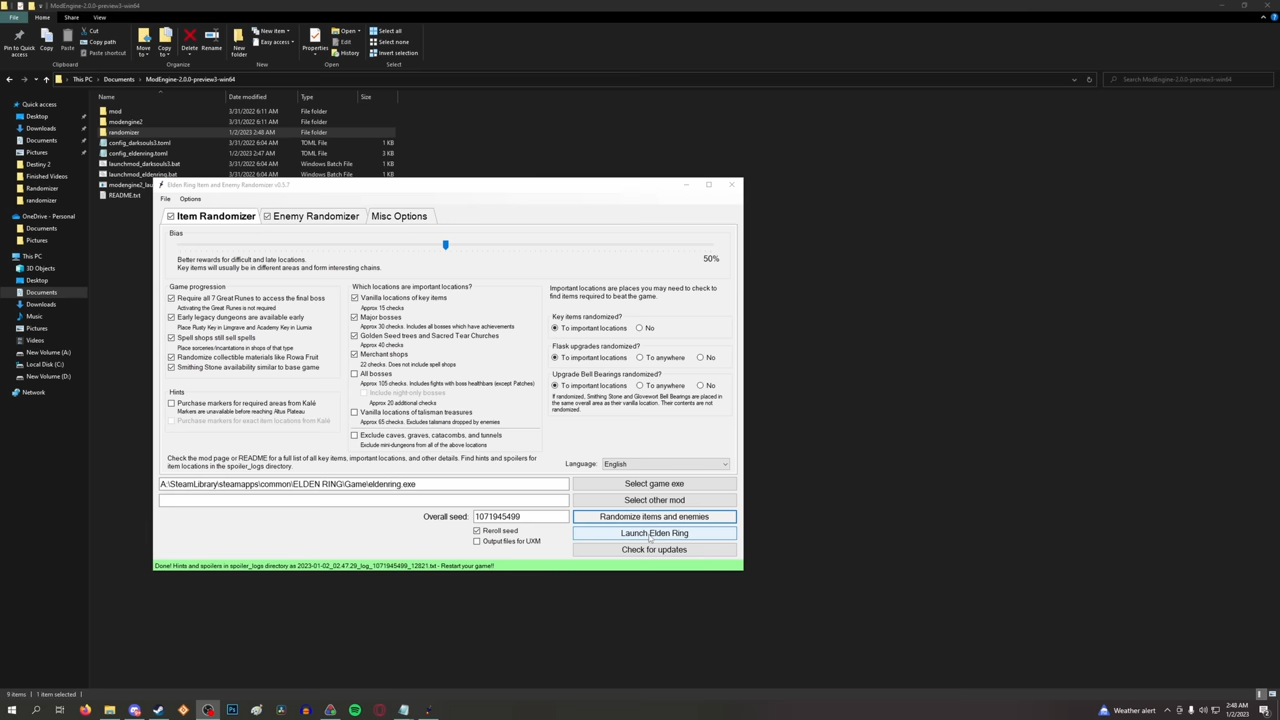 ModEngine-2.0.0-preview3-win64
File
Home
Share
View
Pin to Quick access
Copy
Paste
Cut
Copy path
Paste shortcut
Move to
Copy to
Delete
Rename
New folder
New item
Easy access
Properties
Open
Edit
History
Select all
Select none
Invert selection
Clipboard
Organize
New
Open
Select
This PC
Documents
ModEngine-2.0.0-preview3-win64
Search ModEngine-2.0.0-preview3-win64
Name
Date modified
Type
Size
mod 3/31/2022 6:11 AM File folder
modengine2 3/31/2022 6:11 AM File folder
randomizer 1/2/2023 2:48 AM File folder
config_darksouls3.toml 3/31/2022 6:04 AM TOML File 1 KB
config_eldenring.toml 1/2/2023 2:47 AM TOML File 3 KB
launchmod_darksouls3.bat 3/31/2022 6:04 AM Windows Batch File 1 KB
launchmod_eldenring.bat 3/31/2022 6:04 AM Windows Batch File 1 KB
modengine2_lau
README.txt
Quick access
Desktop
Downloads
Documents
Pictures
Destiny 2
Finished Videos
Randomizer
randomizer
OneDrive - Personal
Documents
Pictures
This PC
3D Objects
Desktop
Documents
Downloads
Music
Pictures
Videos
New Volume (A:)
Local Disk (C:)
New Volume (D:)
Network
Elden Ring Item and Enemy Randomizer v0.5.7
File
Options
Item Randomizer
Enemy Randomizer
Misc Options
Bias
50%
Better rewards for difficult and late locations.
Key items will usually be in different areas and form interesting chains.
Game progression
Require all 7 Great Runes to access the final boss
Activating the Great Runes is not required
Early legacy dungeons are available early
Place Rusty Key in Limgrave and Academy Key in Liurnia
Spell shops still sell spells
Place sorceries/incantations in shops of that type
Randomize collectible materials like Rowa Fruit
Smithing Stone availability similar to base game
Hints
Purchase markers for required areas from Kalé
Markers are unavailable before reaching Altus Plateau
Purchase markers for exact item locations from Kalé
Which locations are important locations?
Vanilla locations of key items
Approx 15 checks
Major bosses
Approx 30 checks. Includes all bosses which have achievements
Golden Seed trees and Sacred Tear Churches
Approx 40 checks
Merchant shops
22 checks. Does not include spell shops
All bosses
Approx 105 checks. Includes fights with boss healthbars (except Patches)
Include night-only bosses
Approx 20 additional checks
Vanilla locations of talisman treasures
Approx 65 checks. Excludes talismans dropped by enemies
Exclude caves, graves, catacombs, and tunnels
Exclude mini-dungeons from all of the above locations
Important locations are places you may need to check to
find items required to beat the game.
Key items randomized?
To important locations
No
Flask upgrades randomized?
To important locations
To anywhere
No
Upgrade Bell Bearings randomized?
To important locations
To anywhere
No
If randomized, Smithing Stone and Glovewort Bell Bearings are placed
in the same overall area as their vanilla location. Their contents are not
randomized.
Check the mod page or README for a full list of all key items, important locations, and other details. Find hints and spoilers for
item locations in the spoiler_logs directory.
Language:
English
A:\SteamLibrary\steamapps\common\ELDEN RING\Game\eldenring.exe
Select game exe
Select other mod
Overall seed:
1071945499
Randomize items and enemies
Reroll seed
Launch Elden Ring
Output files for UXM
Check for updates
Done! Hints and spoilers in spoiler_logs directory as 2023-01-02_02.47.29_log_1071945499_12821.txt - Restart your game!!
9 items
1 item selected
Weather alert
2:48 AM
1/2/2023